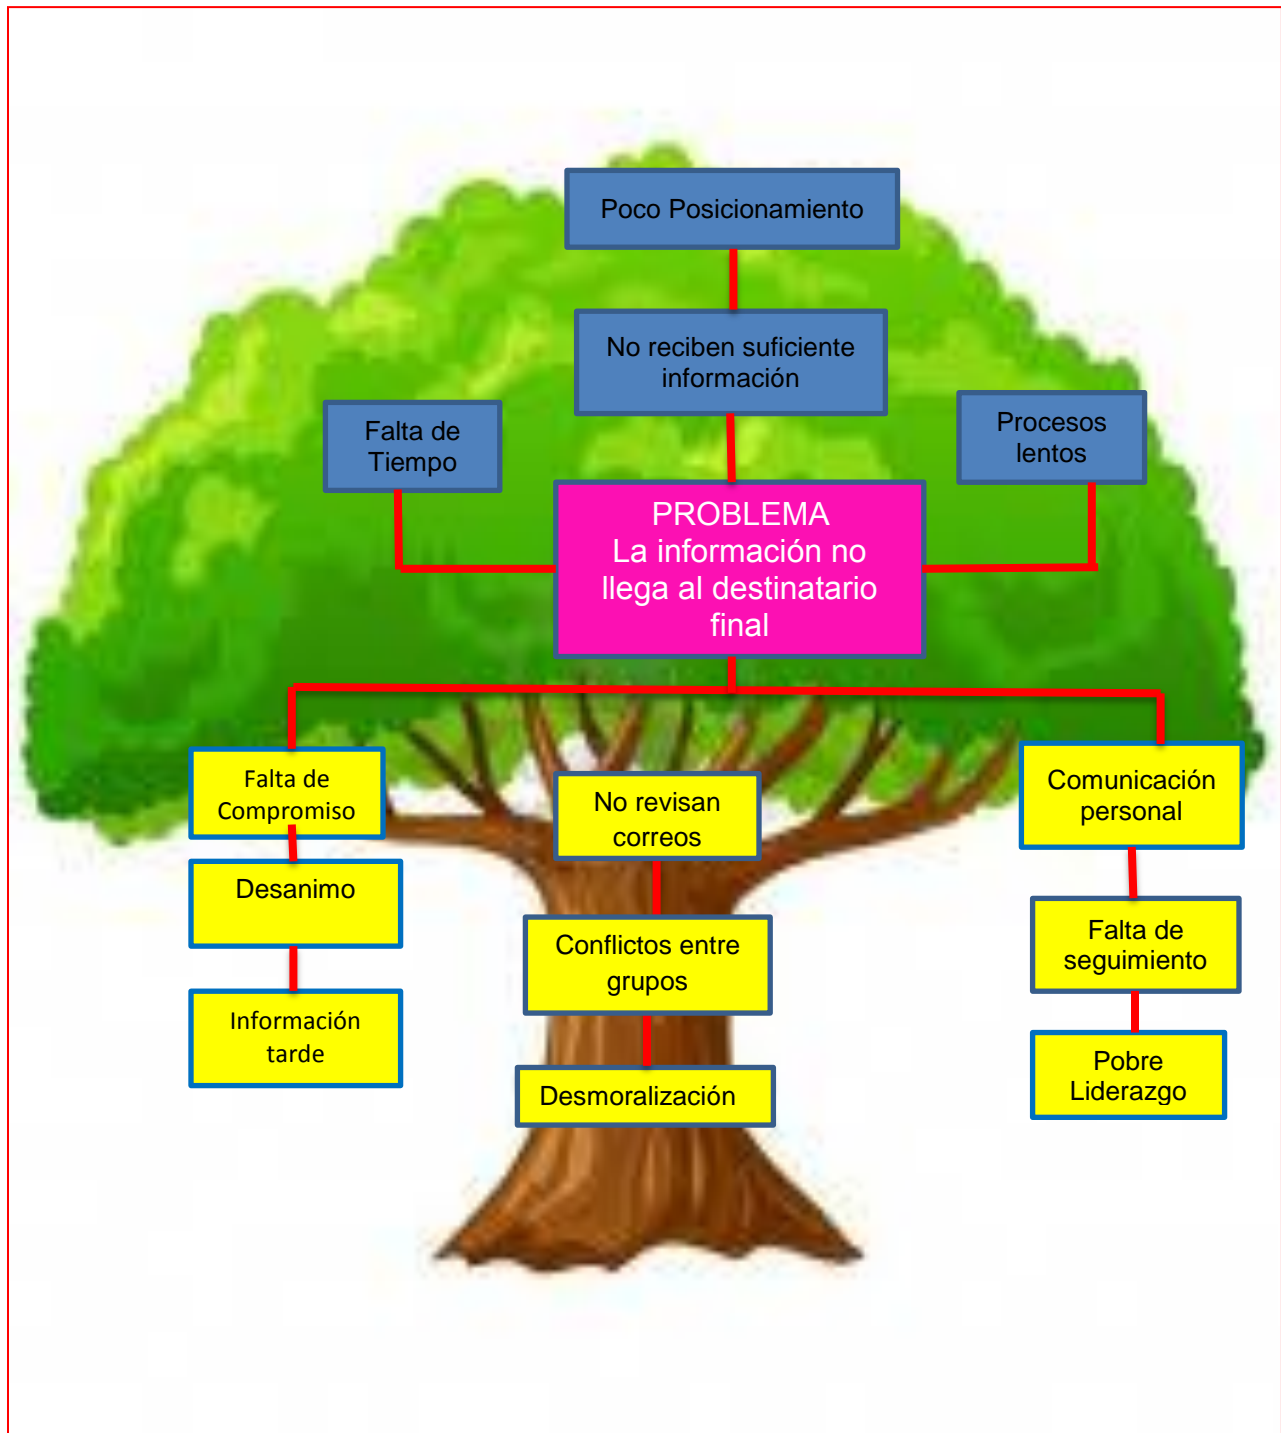 Poco Posicionamiento
No reciben suficiente
información
Falta de
Tiempo
Procesos
lentos
PROBLEMA
La información no
llega al destinatario
final
Falta de
Compromiso
No revisan
correos
Comunicación
personal
Desanimo
Conflictos entre
grupos
Falta de
seguimiento
Información
tarde
Desmoralización
Pobre
Liderazgo